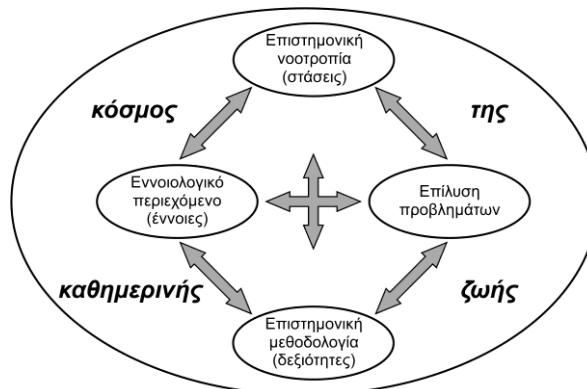 Επιστημονική
νοοτροπία
(στάσεις)
κόσμος
της
Εννοιολογικό
περιεχόμενο
(έννοιες)
Επίλυση
προβλημάτων
καθημερινής
ζωής
Επιστημονική
μεθοδολογία
(δεξιότητες)